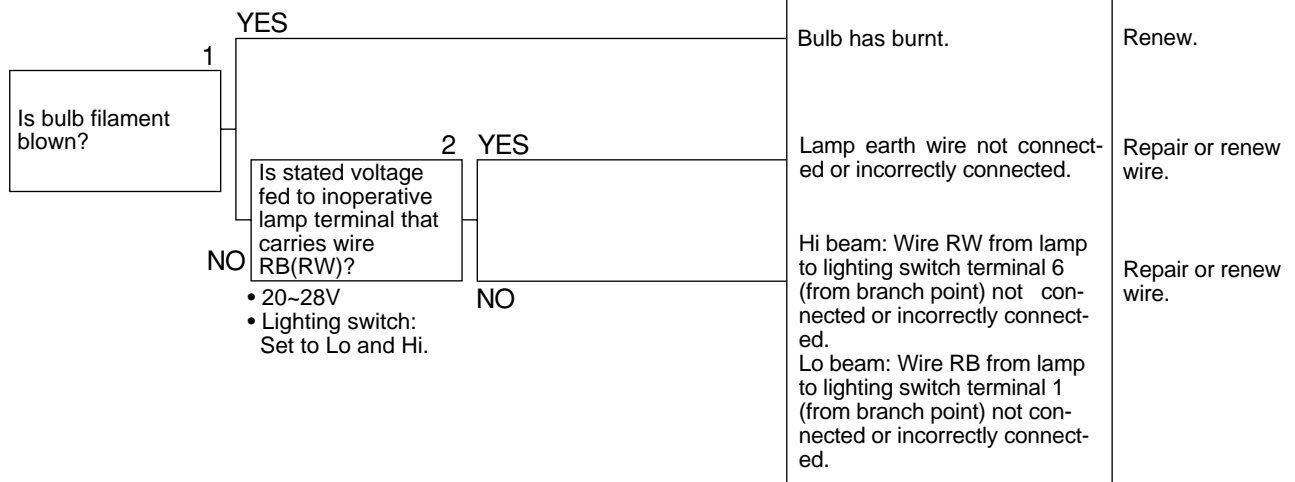 YES
1
Is bulb filament
blown?
Bulb has burnt.
Renew.
2
YES
Is stated voltage
fed to inoperative
lamp terminal that
carries wire
RB(RW)?
NO
• 20~28V
• Lighting switch:
Set to Lo and Hi.
Lamp earth wire not connect-
ed or incorrectly connected.
Repair or renew
wire.
NO
Hi beam: Wire RW from lamp
to lighting switch terminal 6
(from branch point) not con-
nected or incorrectly connect-
ed.
Lo beam: Wire RB from lamp
to lighting switch terminal 1
(from branch point) not con-
nected or incorrectly connect-
ed.
Repair or renew
wire.